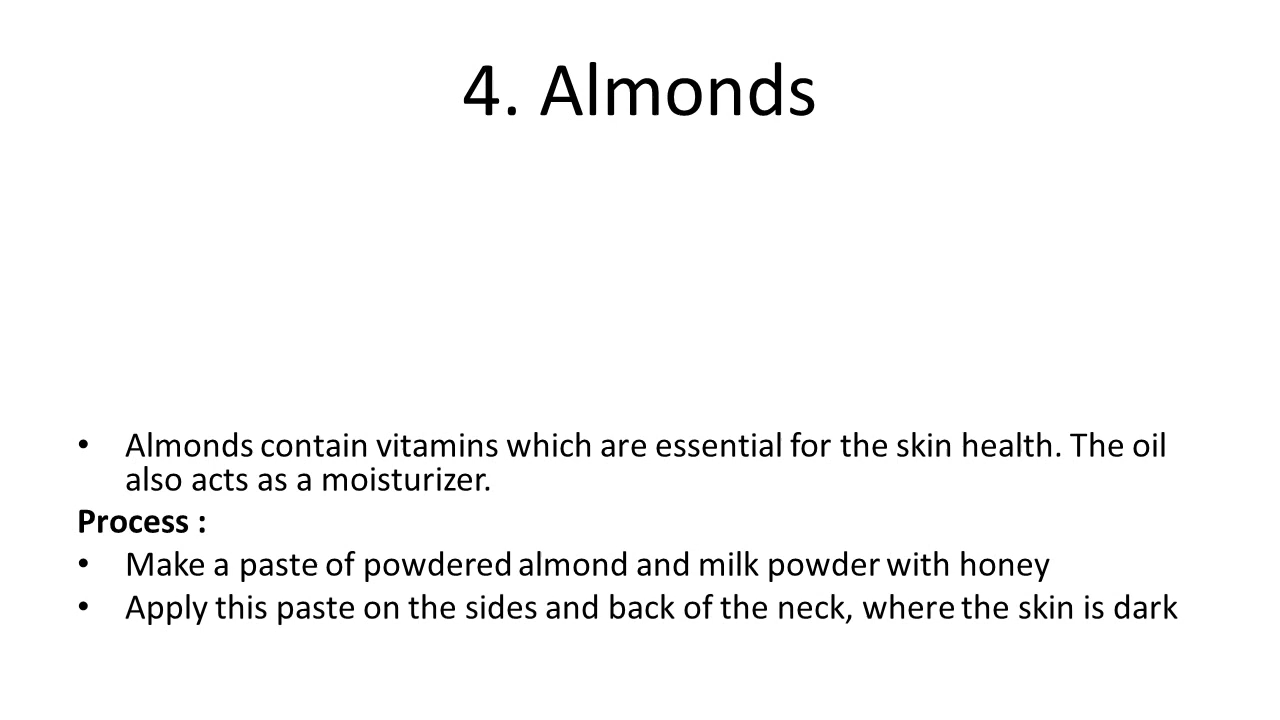 4. Almonds
• Almonds contain vitamins which are essential for the skin health. The oil
also acts as a moisturizer.
Process :
• Make a paste of powdered almond and milk powder with honey
• Apply this paste on the sides and back of the neck, where the skin is dark